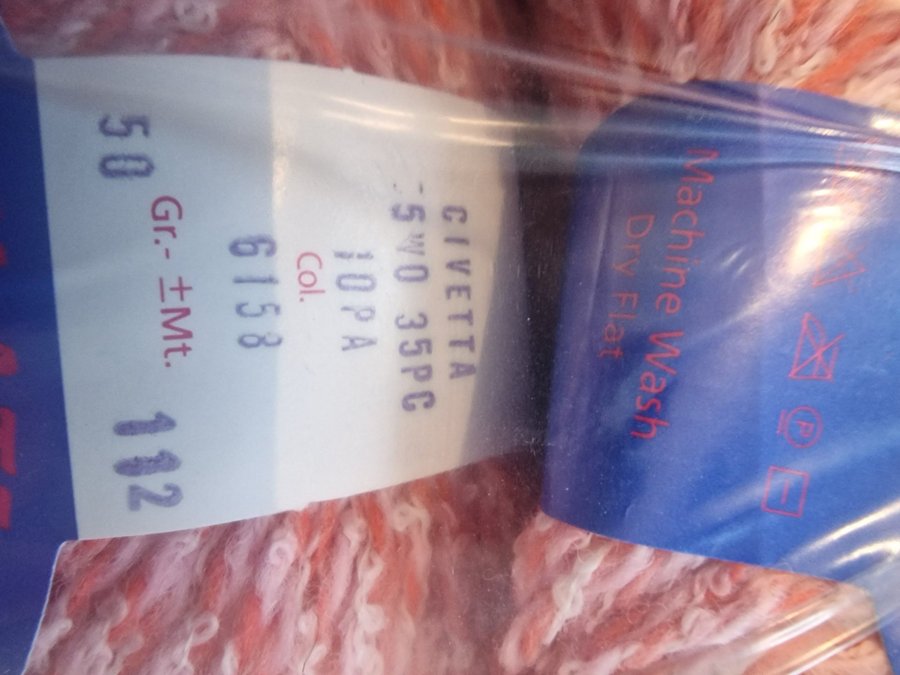 CIVETTA
5WO 35PC
10PA
Col.
6158
Gr.- ±Mt.
50 112
Machine Wash
Dry Flat